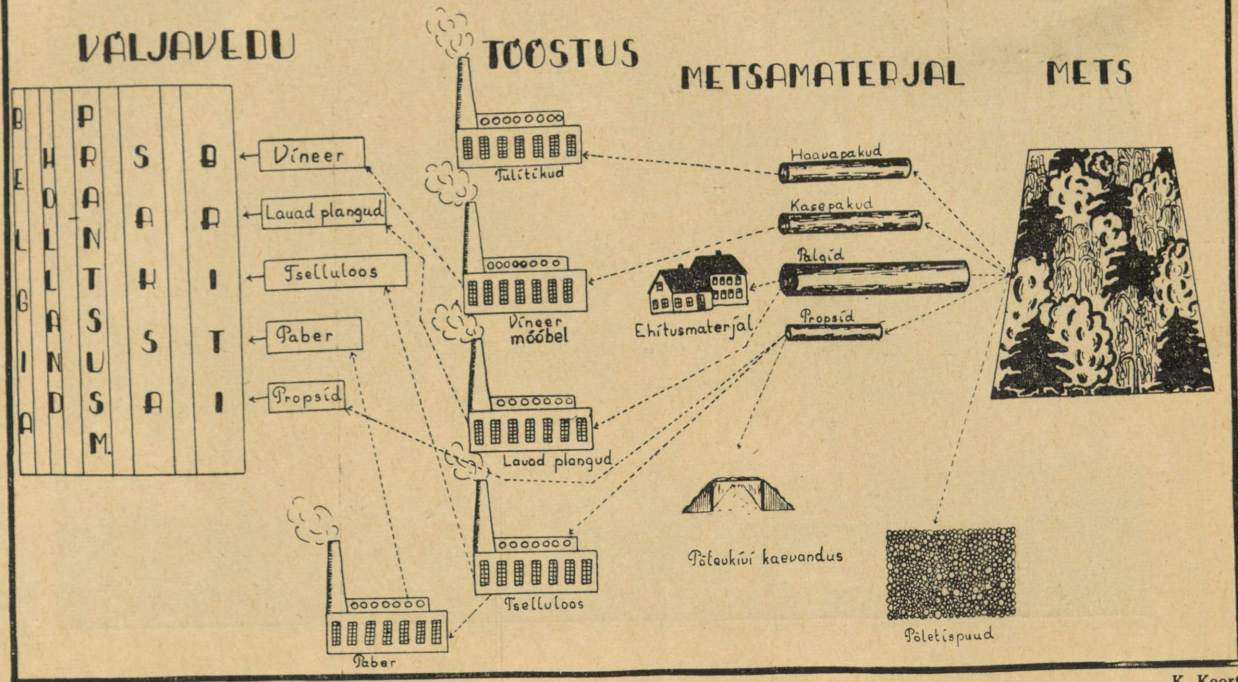 VÄLJAVEDU
TÖÖSTUS
METSAMATERJAL
METS
BELGIA
HOLLAND
PRANTSUSM.
SAKSA
BRITI
Vineer
Lauad plangud
Tselluloos
Paber
Propsid
Tulitikud
Vineer
mööbel
Lauad plangud
Tselluloos
Paber
Haavapakud
Kasepakud
Palgid
Propsid
Ehitusmaterjal
Põlevkivi kaevandus
Põletispuud